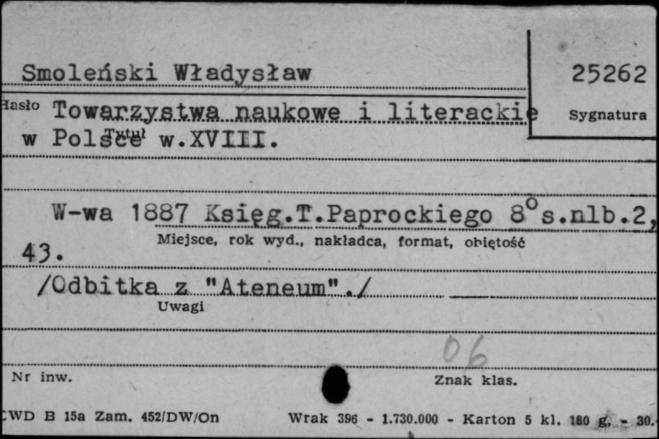 Smoleński Władysław 25262
Hasło Towarzystwa naukowe i literackie Sygnatura
w Polsce w.XVIII.
Tytuł
W-wa 1887 Księg.T.Paprockiego 8° s.nlb.2,
Miejsce, rok wyd., nakładca, format, objętość
43.
/Odbitka z "Ateneum"./
Uwagi
06
Nr inw. Znak klas.
CWD B 15a Zam. 452/DW/On Wrak 396 - 1.730.000 - Karton 5 kl. 180 g. - 30.